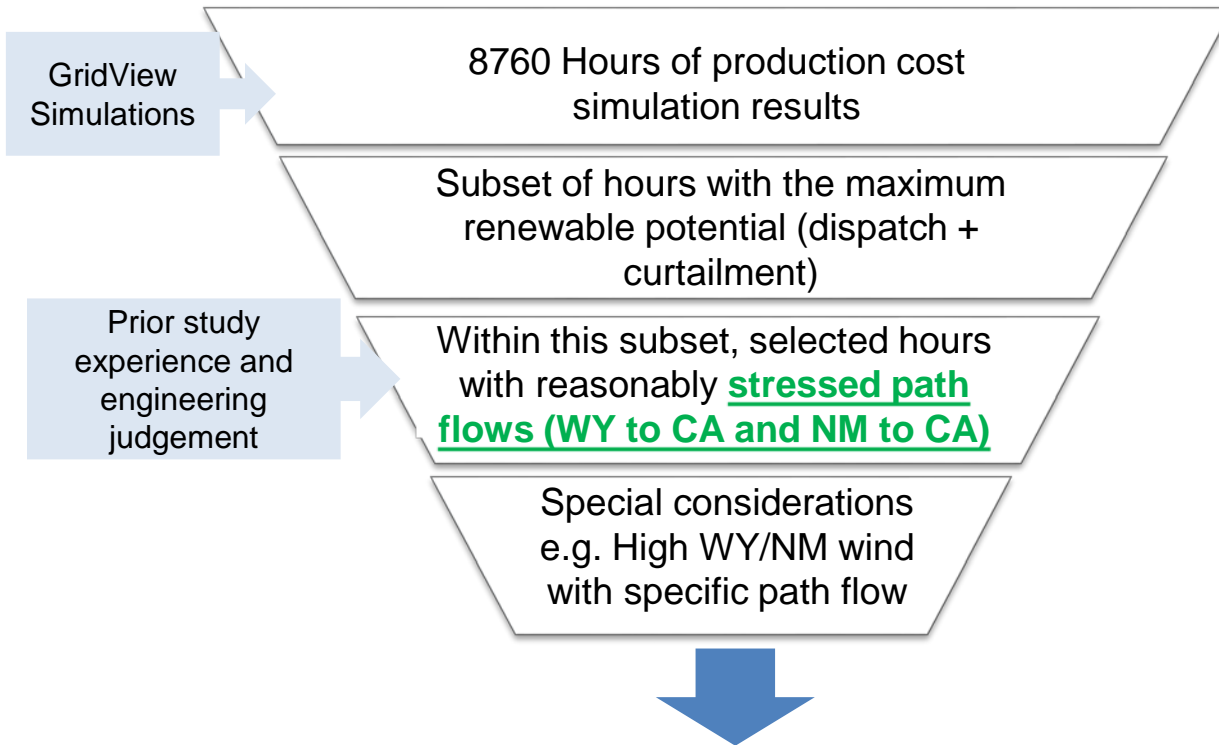 GridView
Simulations
8760 Hours of production cost
simulation results
Subset of hours with the maximum
renewable potential (dispatch +
curtailment)
Prior study
experience and
engineering
judgement
Within this subset, selected hours
with reasonably stressed path
flows (WY to CA and NM to CA)
Special considerations
e.g. High WY/NM wind
with specific path flow